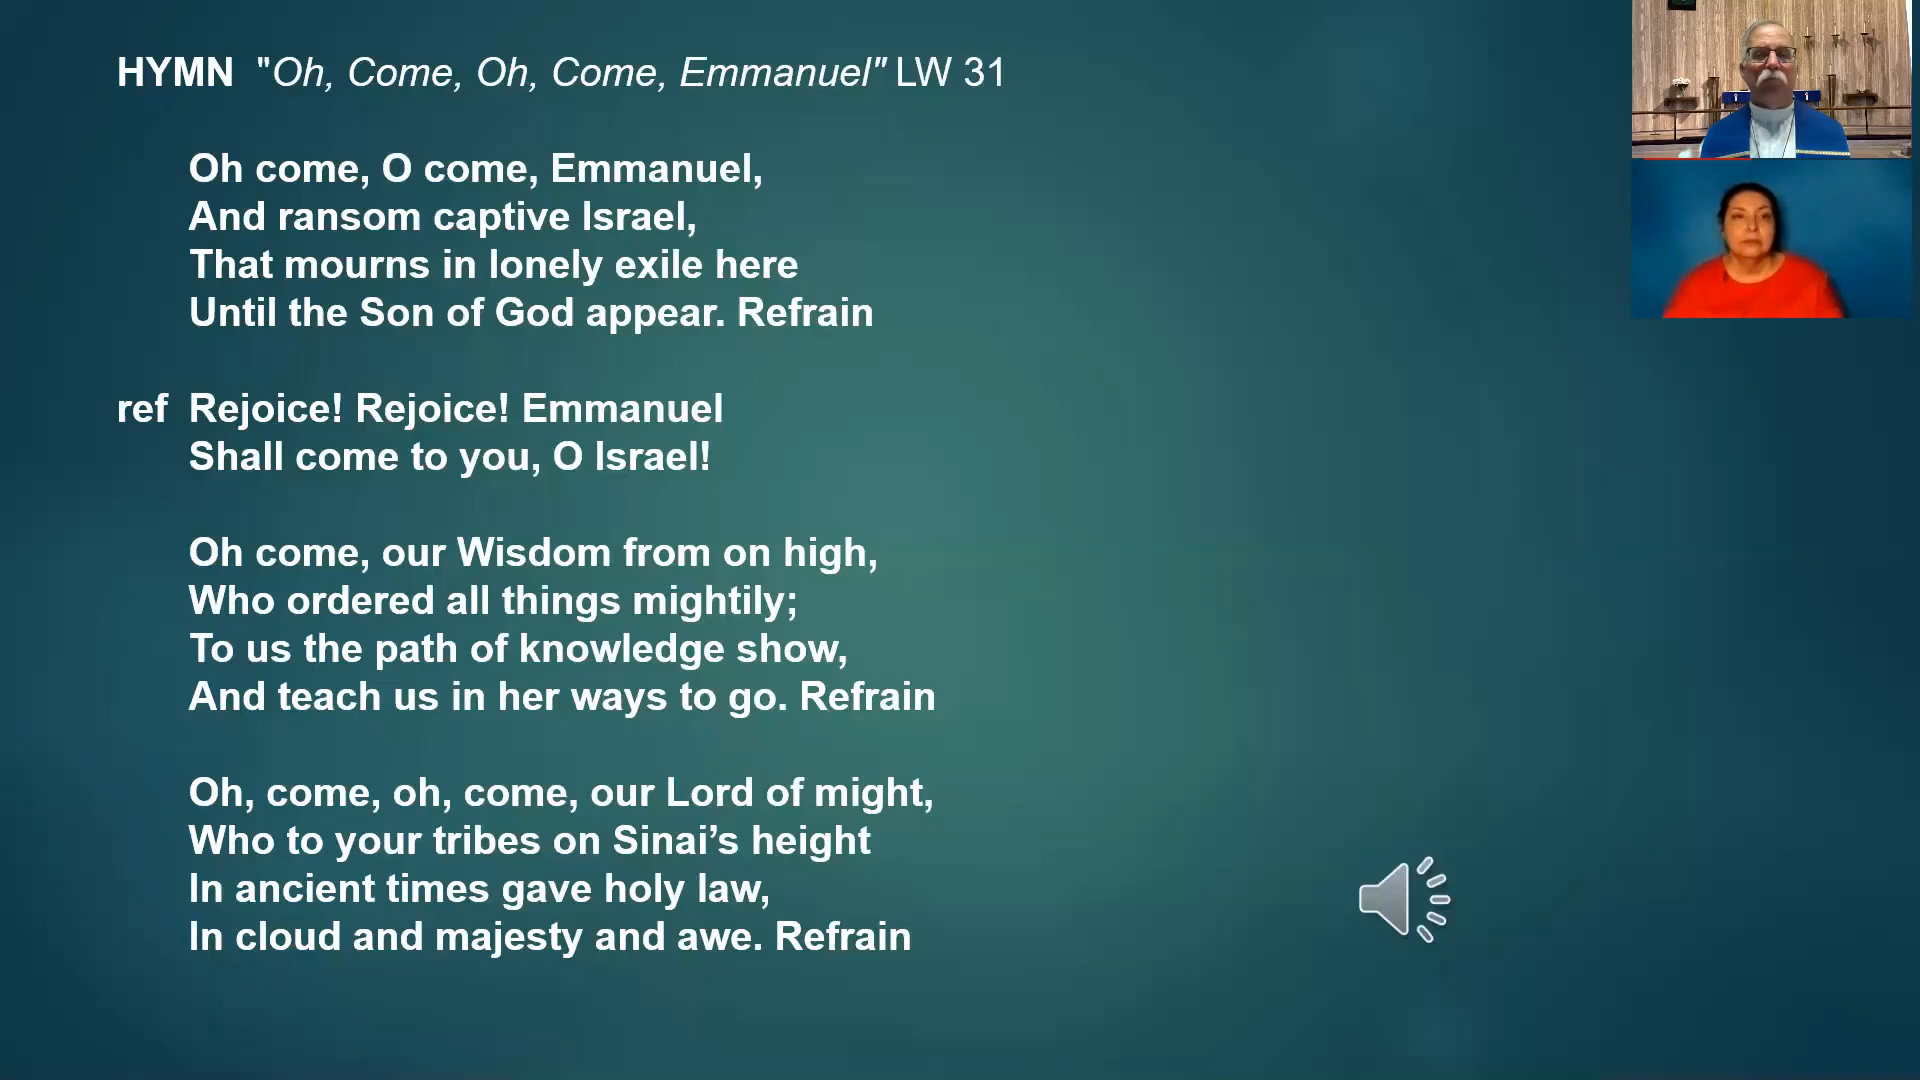 HYMN "Oh, Come, Oh, Come, Emmanuel" LW 31
Oh come, O come, Emmanuel,
And ransom captive Israel,
That mourns in lonely exile here
Until the Son of God appear. Refrain
ref Rejoice! Rejoice! Emmanuel
Shall come to you, O Israel!
Oh come, our Wisdom from on high,
Who ordered all things mightily;
To us the path of knowledge show,
And teach us in her ways to go. Refrain
Oh, come, oh, come, our Lord of might,
Who to your tribes on Sinai’s height
In ancient times gave holy law,
In cloud and majesty and awe. Refrain